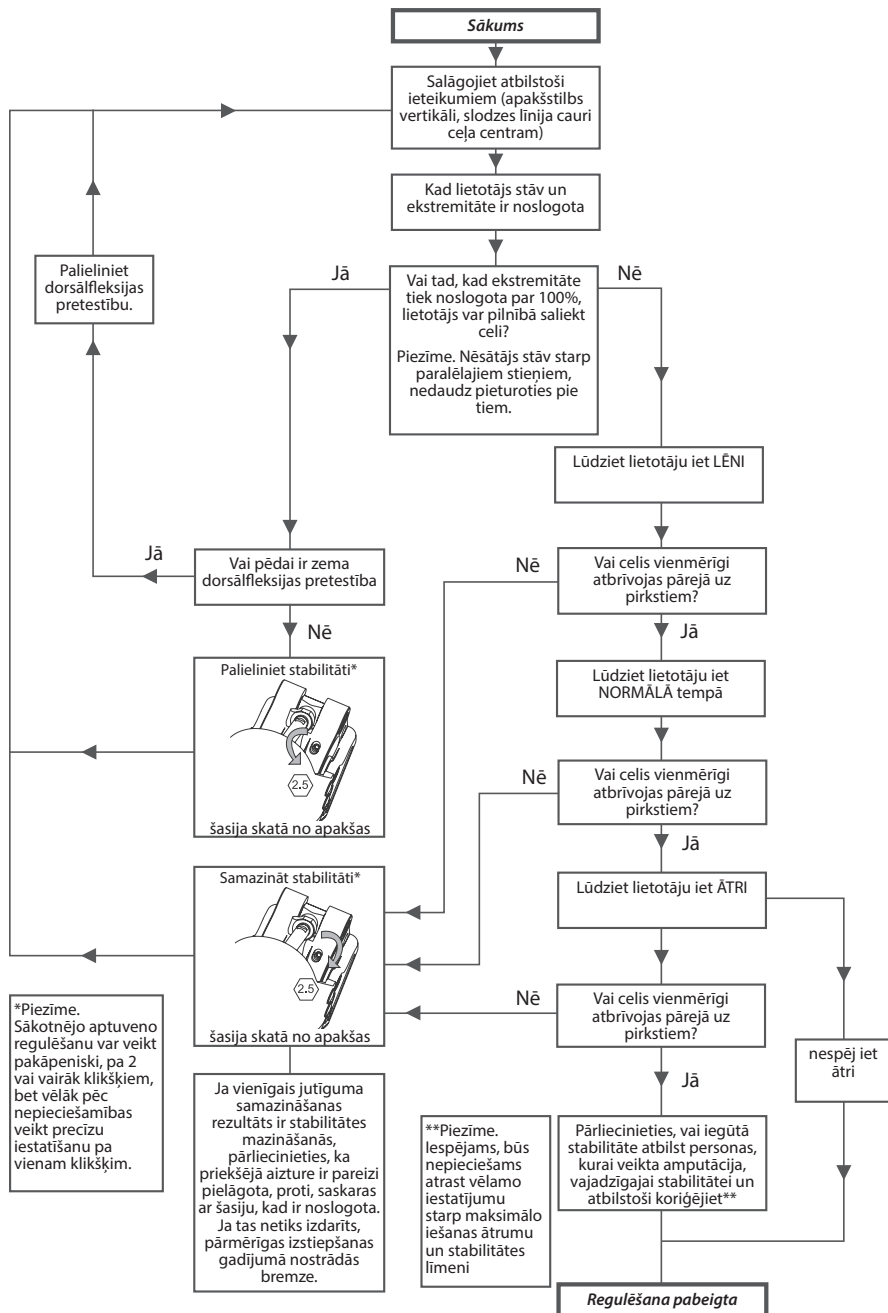 Sākums
Salāgojiet atbilstoši
ieteikumiem (apakšstilbs
vertikāli, slodzes līnija cauri
ceļa centram)
Kad lietotājs stāv un
ekstremitāte ir noslogota
Palieliniet
dorsālfleksijas
pretestību.
Jā
Vai tad, kad ekstremitāte
tiek noslogota par 100%,
lietotājs var pilnībā saliekt
celi?
Piezīme. Nēsātājs stāv starp
paralēlajiem stieņiem,
nedaudz pieturoties pie
tiem.
Nē
Lūdziet lietotāju iet LĒNI
Jā
Vai pēdai ir zema
dorsālfleksijas pretestība
Nē
Vai celis vienmērīgi
atbrīvojas pārejā uz
pirkstiem?
Nē
Jā
Palieliniet stabilitāti*
2.5
šasija skatā no apakšas
Lūdziet lietotāju iet
NORMĀLĀ tempā
Nē
Vai celis vienmērīgi
atbrīvojas pārejā uz
pirkstiem?
Jā
Samazināt stabilitāti*
2.5
šasija skatā no apakšas
Lūdziet lietotāju iet ĀTRI
Nē
Vai celis vienmērīgi
atbrīvojas pārejā uz
pirkstiem?
nespēj iet
ātri
Jā
*Piezīme.
Sākotnējo aptuveno
regulēšanu var veikt
pakāpeniski, pa 2
vai vairāk klikšķiem,
bet vēlāk pēc
nepieciešamības
veikt precīzu
iestatīšanu pa
vienam klikšķim.
Ja vienīgais jutīguma
samazināšanas
rezultāts ir stabilitātes
mazināšanās,
pārliecinieties, ka
priekšējā aizture ir pareizi
pielāgota, proti, saskaras
ar šasiju, kad ir noslogota.
Ja tas netiks izdarīts,
pārmērīgas izstiepšanas
gadījumā nostrādās
bremze.
**Piezīme.
Iespējams, būs
nepieciešams
atrast vēlamo
iestatījumu
starp maksimālo
iešanas ātrumu
un stabilitātes
līmeni
Pārliecinieties, vai iegūtā
stabilitāte atbilst personas,
kurai veikta amputācija,
vajadzīgajai stabilitātei un
atbilstoši koriģējiet**
Regulēšana pabeigta